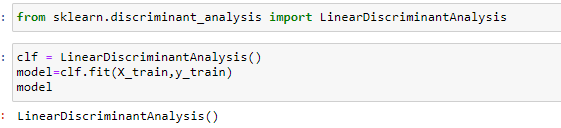 : from sklearn.discriminant_analysis import LinearDiscriminantAnalysis
: clf = LinearDiscriminantAnalysis()
model=clf.fit(X_train,y_train)
model
: LinearDiscriminantAnalysis()